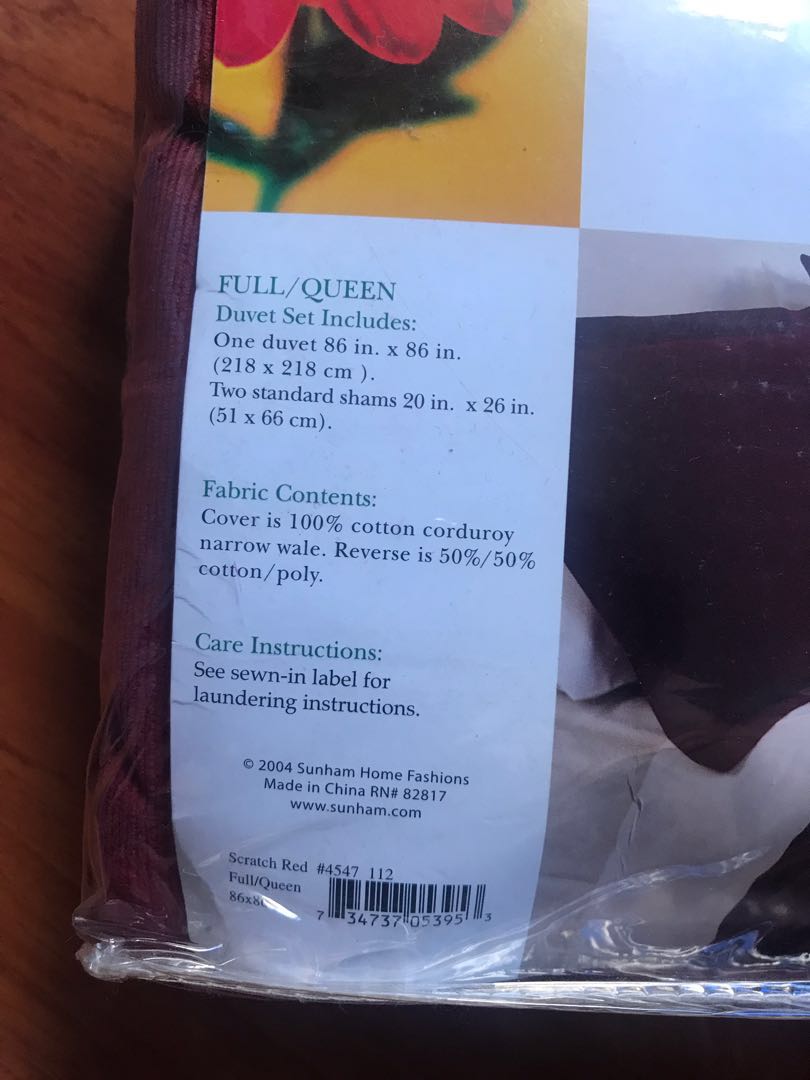 FULL/QUEEN
Duvet Set Includes:
One duvet 86 in. x 86 in.
(218 x 218 cm ).
Two standard shams 20 in. x 26 in.
(51 x 66 cm).
Fabric Contents:
Cover is 100% cotton corduroy
narrow wale. Reverse is 50%/50%
cotton/poly.
Care Instructions:
See sewn-in label for
laundering instructions.
© 2004 Sunham Home Fashions
Made in China RN# 82817
www.sunham.com
Scratch Red #4547 112
Full/Queen
7 34737 05395 3